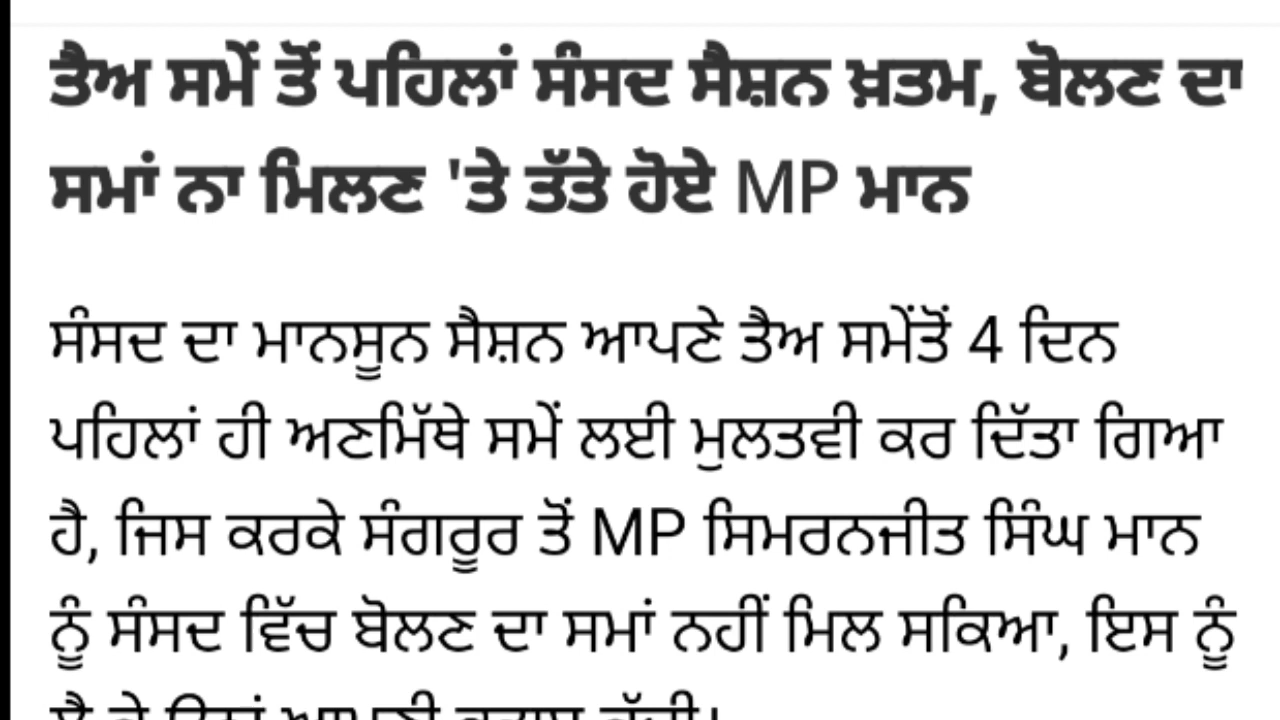 ਤੈਅ ਸਮੇਂ ਤੋਂ ਪਹਿਲਾਂ ਸੰਸਦ ਸੈਸ਼ਨ ਖ਼ਤਮ, ਬੋਲਣ ਦਾ
ਸਮਾਂ ਨਾ ਮਿਲਣ 'ਤੇ ਤੱਤੇ ਹੋਏ MP ਮਾਨ
ਸੰਸਦ ਦਾ ਮਾਨਸੂਨ ਸੈਸ਼ਨ ਆਪਣੇ ਤੈਅ ਸਮੇਂਤੋਂ 4 ਦਿਨ
ਪਹਿਲਾਂ ਹੀ ਅਣਮਿੱਥੇ ਸਮੇਂ ਲਈ ਮੁਲਤਵੀ ਕਰ ਦਿੱਤਾ ਗਿਆ
ਹੈ, ਜਿਸ ਕਰਕੇ ਸੰਗਰੂਰ ਤੋਂ MP ਸਿਮਰਨਜੀਤ ਸਿੰਘ ਮਾਨ
ਨੂੰ ਸੰਸਦ ਵਿੱਚ ਬੋਲਣ ਦਾ ਸਮਾਂ ਨਹੀਂ ਮਿਲ ਸਕਿਆ, ਇਸ ਨੂੰ